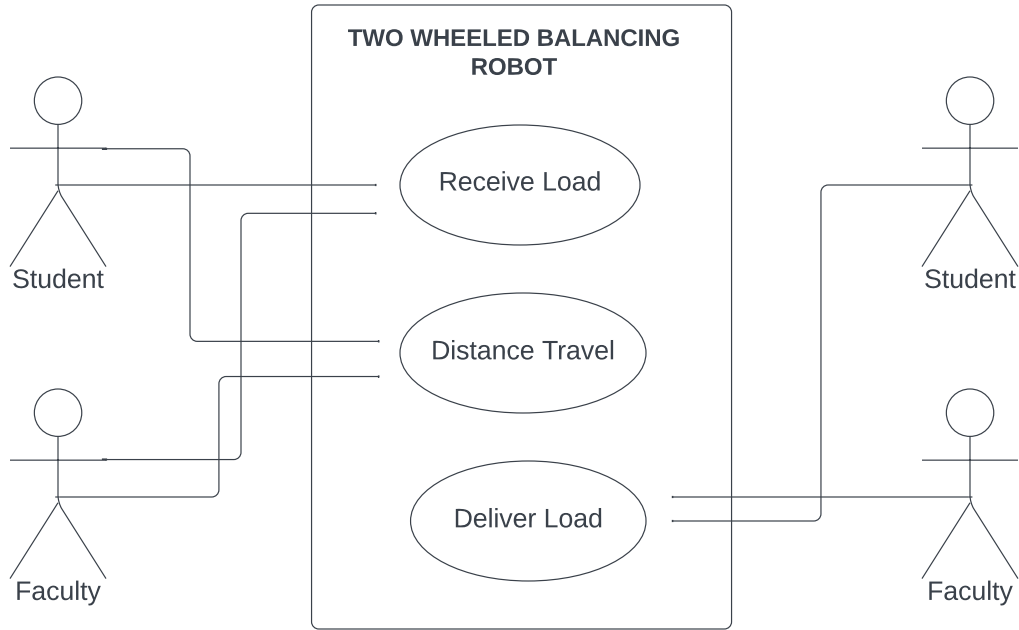 TWO WHEELED BALANCING
ROBOT
Receive Load
Student
Student
Distance Travel
Deliver Load
Faculty
Faculty